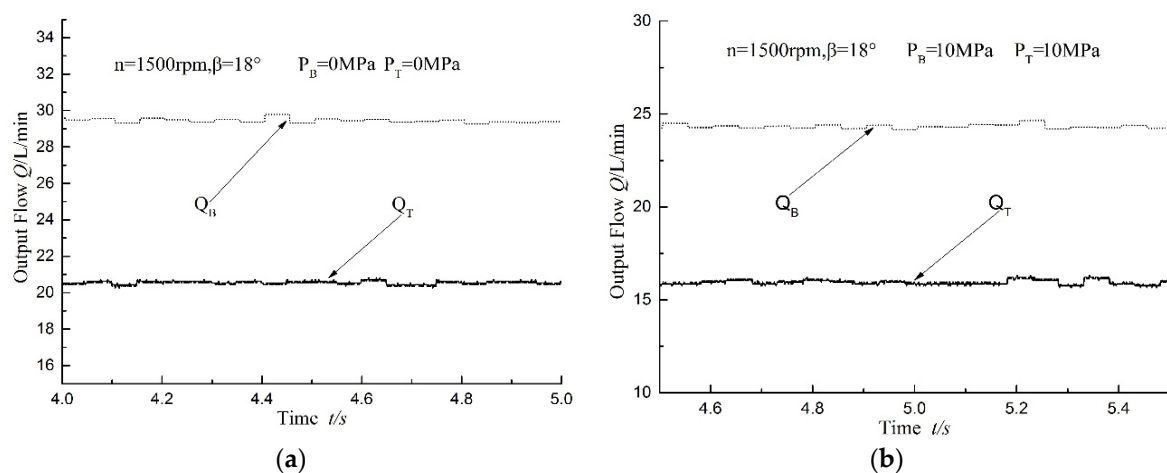 n=1500rpm,β=18° P_B=0MPa P_T=0MPa
Output Flow Q/L/min
34
32
30
28
26
24
22
20
18
16
Q_B
Q_T
4.0 4.2 4.4 4.6 4.8 5.0
Time t/s
(a)
n=1500rpm,β=18° P_B=10MPa P_T=10MPa
Output Flow Q/L/min
30
25
20
15
10
Q_B
Q_T
4.6 4.8 5.0 5.2 5.4
Time t/s
(b)